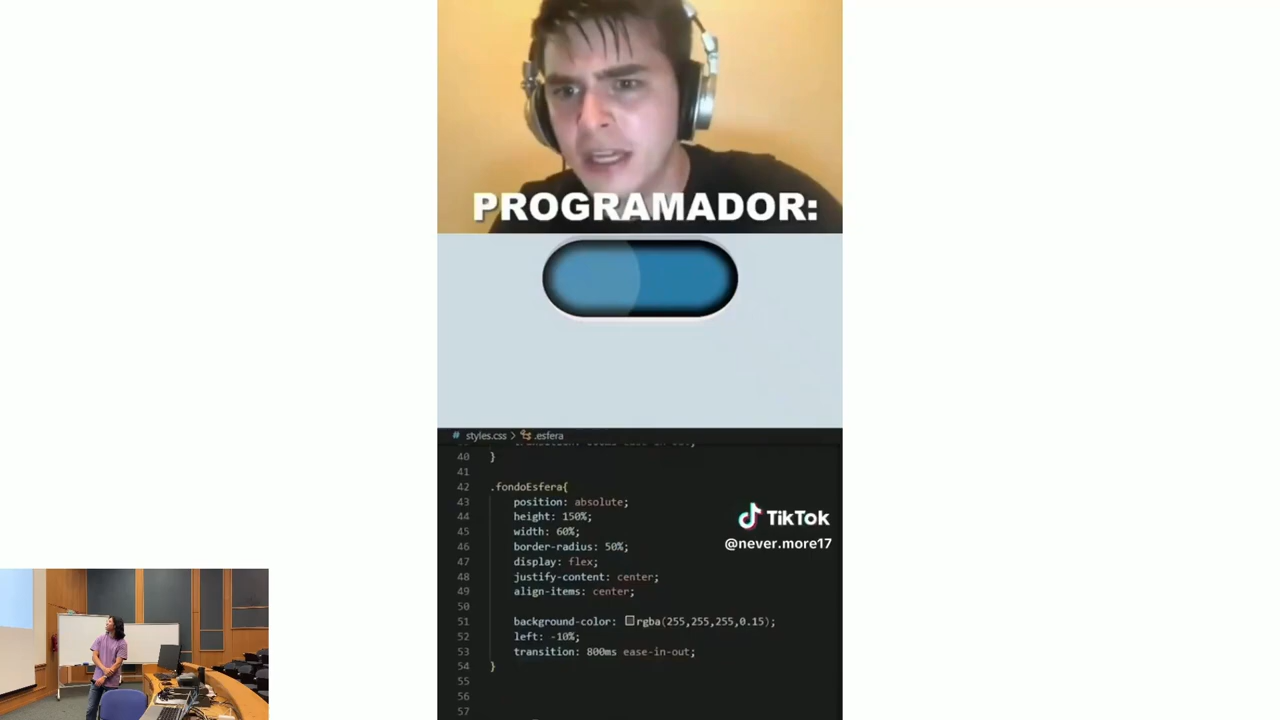 PROGRAMADOR:
# styles.css > .esfera
40 }
41
42 .fondoEsfera{
43 position: absolute;
44 height: 150%;
45 width: 60%;
46 border-radius: 50%;
47 display: flex;
48 justify-content: center;
49 align-items: center;
50
51 background-color: rgba(255,255,255,0.15);
52 left: -10%;
53 transition: 800ms ease-in-out;
54 }
55
56
57
TikTok
@never.more17